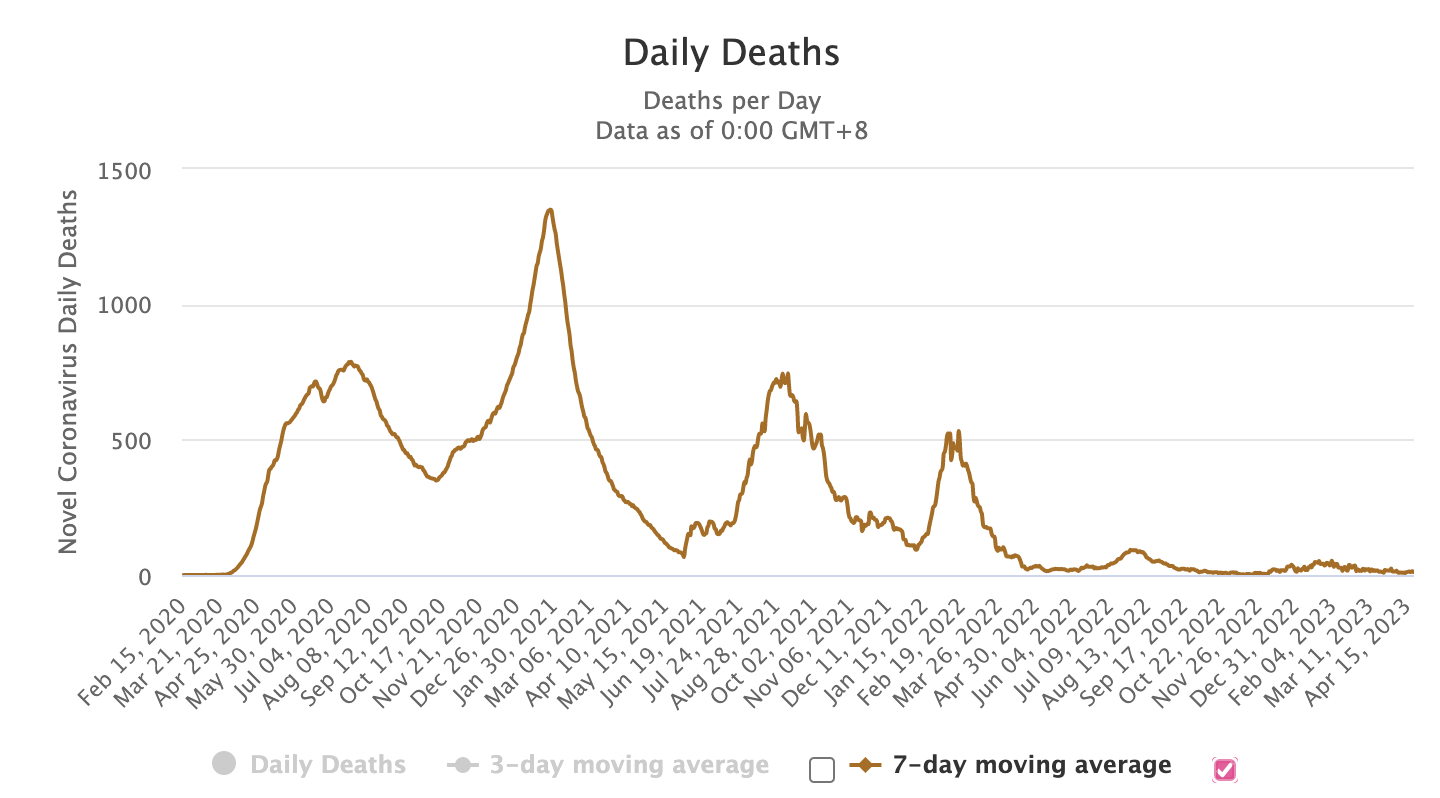 Daily Deaths
Deaths per Day
Data as of 0:00 GMT+8
Novel Coronavirus Daily Deaths
1500
1000
500
0
Feb 15, 2020
Mar 21, 2020
Apr 25, 2020
May 30, 2020
Jul 04, 2020
Aug 08, 2020
Sep 12, 2020
Oct 17, 2020
Nov 21, 2020
Dec 26, 2020
Jan 30, 2021
Mar 06, 2021
Apr 10, 2021
May 15, 2021
Jun 19, 2021
Jul 24, 2021
Aug 28, 2021
Oct 02, 2021
Nov 06, 2021
Dec 11, 2021
Jan 15, 2022
Feb 19, 2022
Mar 26, 2022
Apr 30, 2022
Jun 04, 2022
Jul 09, 2022
Aug 13, 2022
Sep 17, 2022
Oct 22, 2022
Nov 26, 2022
Dec 31, 2022
Feb 04, 2023
Mar 11, 2023
Apr 15, 2023
Daily Deaths
3-day moving average
7-day moving average